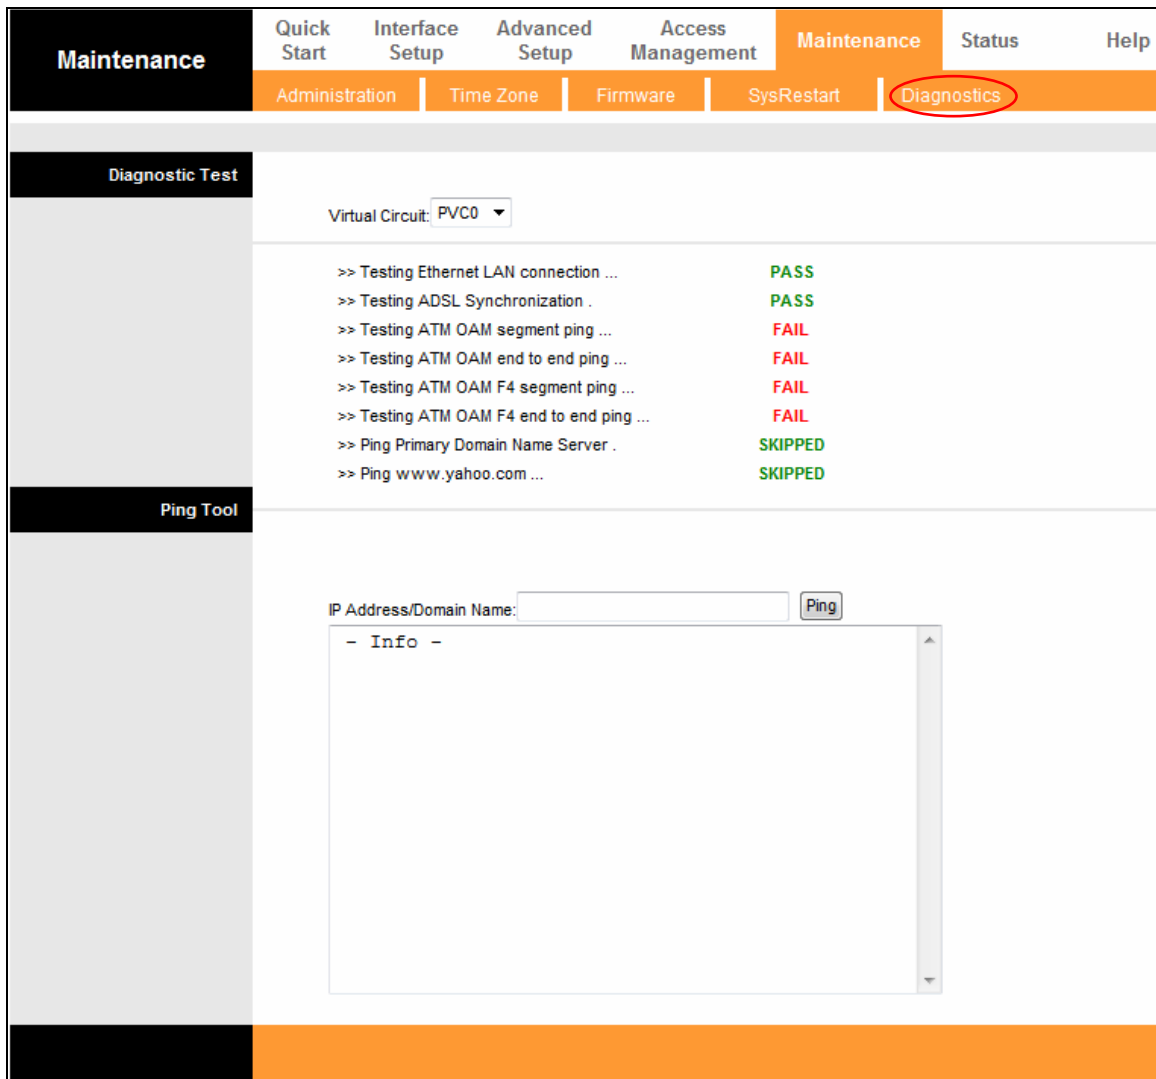 Maintenance
Quick Start
Interface Setup
Advanced Setup
Access Management
Maintenance
Status
Help
Administration
Time Zone
Firmware
SysRestart
Diagnostics
Diagnostic Test
Virtual Circuit: PVC0
>> Testing Ethernet LAN connection ... PASS
>> Testing ADSL Synchronization . PASS
>> Testing ATM OAM segment ping ... FAIL
>> Testing ATM OAM end to end ping ... FAIL
>> Testing ATM OAM F4 segment ping ... FAIL
>> Testing ATM OAM F4 end to end ping ... FAIL
>> Ping Primary Domain Name Server . SKIPPED
>> Ping www.yahoo.com ... SKIPPED
Ping Tool
IP Address/Domain Name: Ping
- Info -